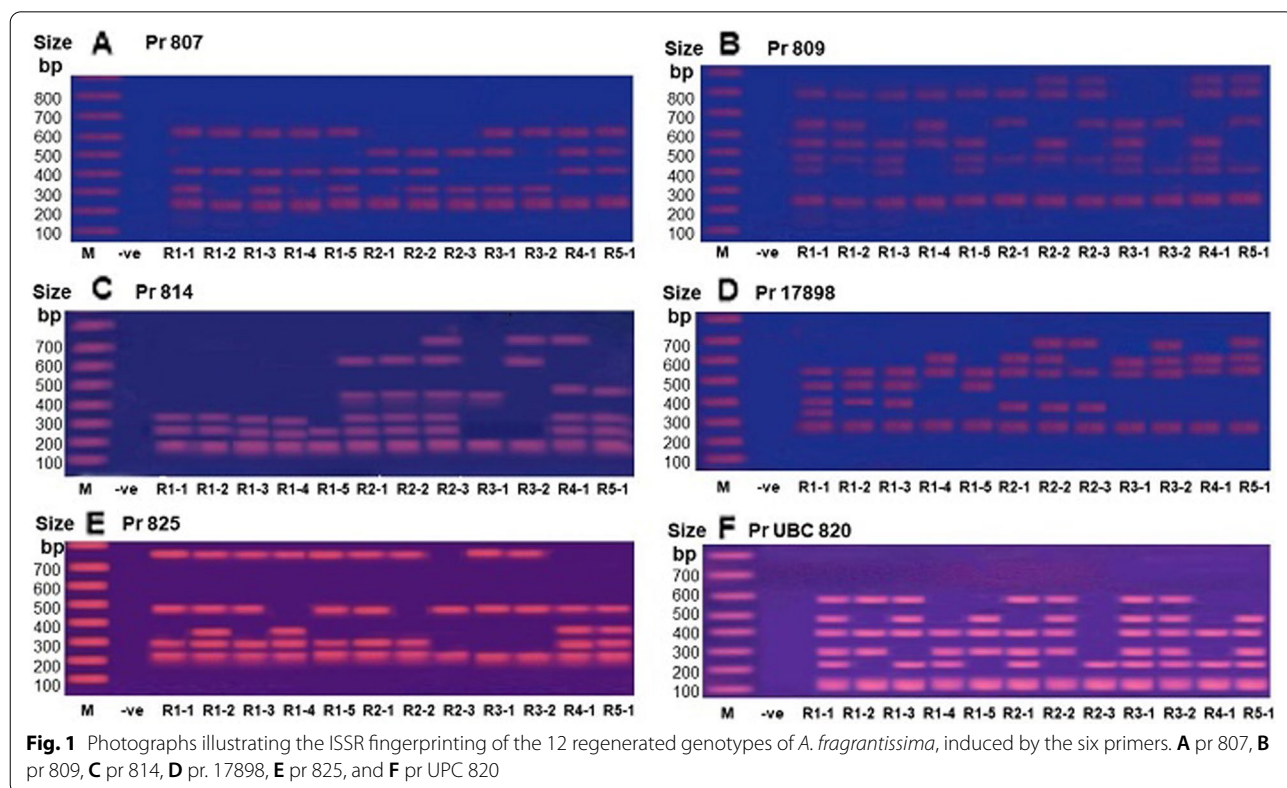 Size A Pr 807
bp
800
700
600
500
400
300
200
100
M -ve R1-1 R1-2 R1-3 R1-4 R1-5 R2-1 R2-2 R2-3 R3-1 R3-2 R4-1 R5-1
Size B Pr 809
bp
800
700
600
500
400
300
200
100
M -ve R1-1 R1-2 R1-3 R1-4 R1-5 R2-1 R2-2 R2-3 R3-1 R3-2 R4-1 R5-1
Size C Pr 814
bp
700
600
500
400
300
200
100
M -ve R1-1 R1-2 R1-3 R1-4 R1-5 R2-1 R2-2 R2-3 R3-1 R3-2 R4-1 R5-1
Size D Pr 17898
bp
700
600
500
400
300
200
100
M -ve R1-1 R1-2 R1-3 R1-4 R1-5 R2-1 R2-2 R2-3 R3-1 R3-2 R4-1 R5-1
Size E Pr 825
bp
700
600
500
400
300
200
100
M -ve R1-1 R1-2 R1-3 R1-4 R1-5 R2-1 R2-2 R2-3 R3-1 R3-2 R4-1 R5-1
Size F Pr UBC 820
bp
700
600
500
400
300
200
100
M -ve R1-1 R1-2 R1-3 R1-4 R1-5 R2-1 R2-2 R2-3 R3-1 R3-2 R4-1 R5-1
Fig. 1 Photographs illustrating the ISSR fingerprinting of the 12 regenerated genotypes of A. fragrantissima, induced by the six primers. A pr 807, B
pr 809, C pr 814, D pr. 17898, E pr 825, and F pr UPC 820